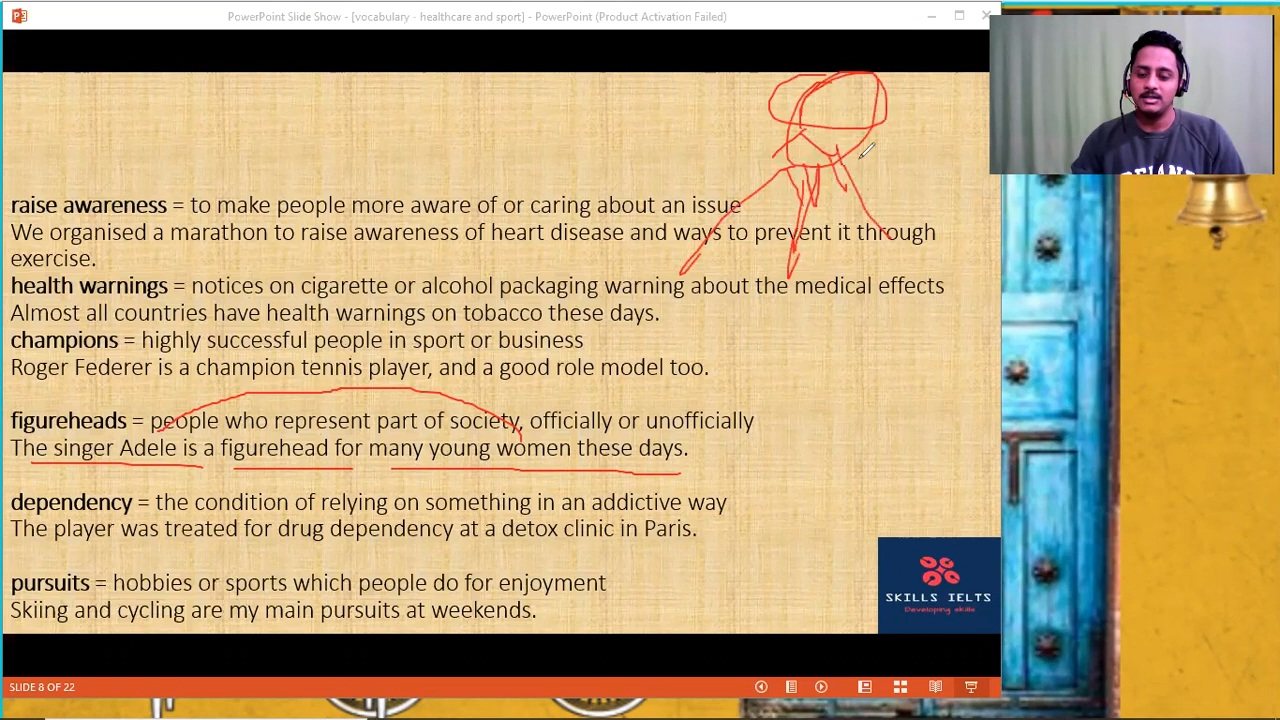 PowerPoint Slide Show - [vocabulary - healthcare and sport] - PowerPoint (Product Activation Failed)
raise awareness = to make people more aware of or caring about an issue
We organised a marathon to raise awareness of heart disease and ways to prevent it through
exercise.
health warnings = notices on cigarette or alcohol packaging warning about the medical effects
Almost all countries have health warnings on tobacco these days.
champions = highly successful people in sport or business
Roger Federer is a champion tennis player, and a good role model too.
figureheads = people who represent part of society, officially or unofficially
The singer Adele is a figurehead for many young women these days.
dependency = the condition of relying on something in an addictive way
The player was treated for drug dependency at a detox clinic in Paris.
pursuits = hobbies or sports which people do for enjoyment
Skiing and cycling are my main pursuits at weekends.
SKILLS IELTS
Developing skills
SLIDE 8 OF 22